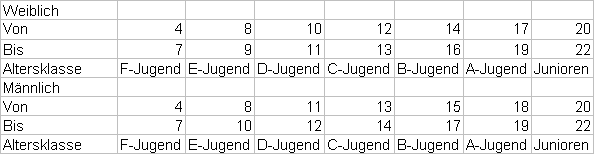 Weiblich
Von 4 8 10 12 14 17 20
Bis 7 9 11 13 16 19 22
Altersklasse F-Jugend E-Jugend D-Jugend C-Jugend B-Jugend A-Jugend Junioren
Männlich
Von 4 8 11 13 15 18 20
Bis 7 10 12 14 17 19 22
Altersklasse F-Jugend E-Jugend D-Jugend C-Jugend B-Jugend A-Jugend Junioren